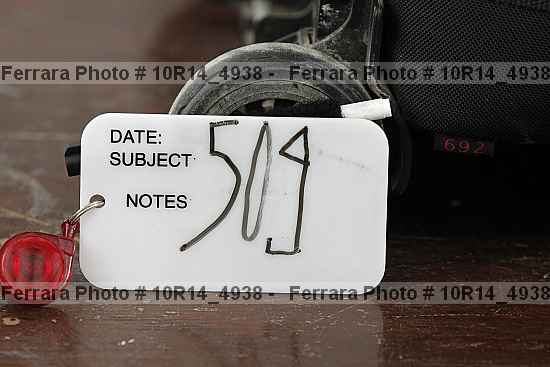 Ferrara Photo # 10R14_4938 - Ferrara Photo # 10R14_4938
692
DATE:
SUBJECT
NOTES
509
Ferrara Photo # 10R14_4938 - Ferrara Photo # 10R14_4938